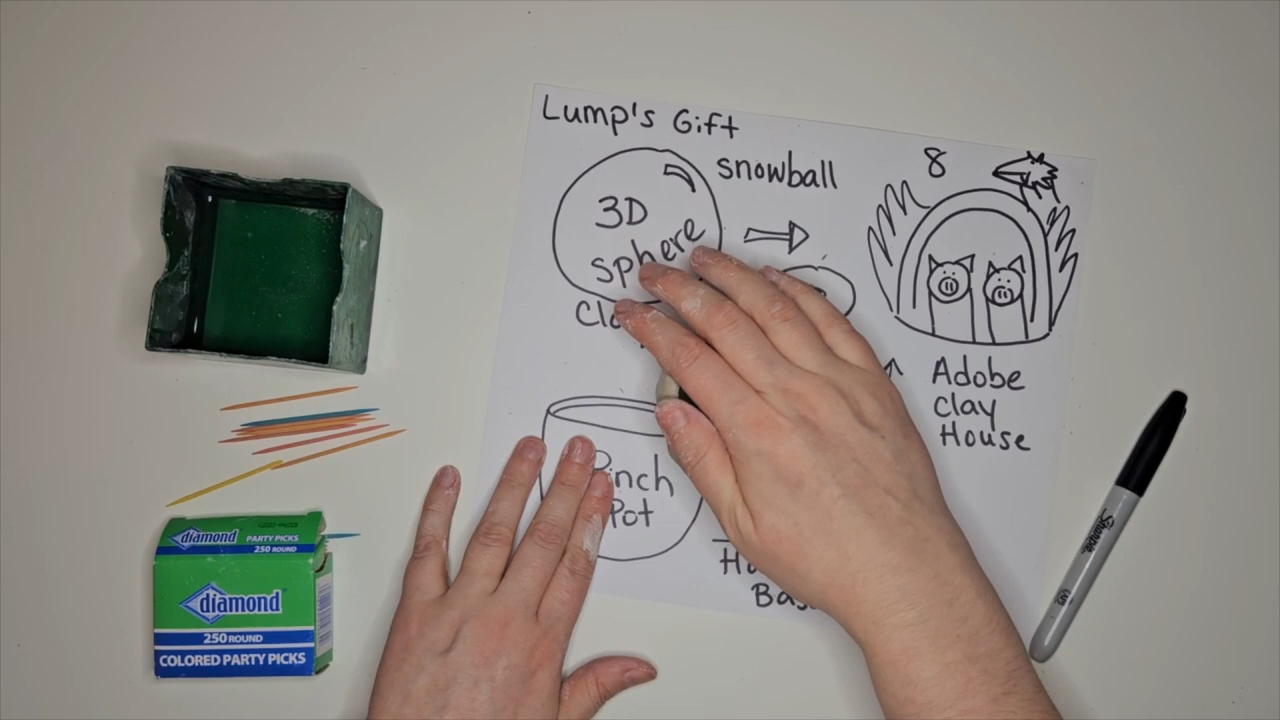 Lump's Gift
snowball
8
3D
sphere
Adobe
Clay
House
Pot
diamond PARTY PICKS
250 ROUND
diamond
250 ROUND
COLORED PARTY PICKS
Sharpie